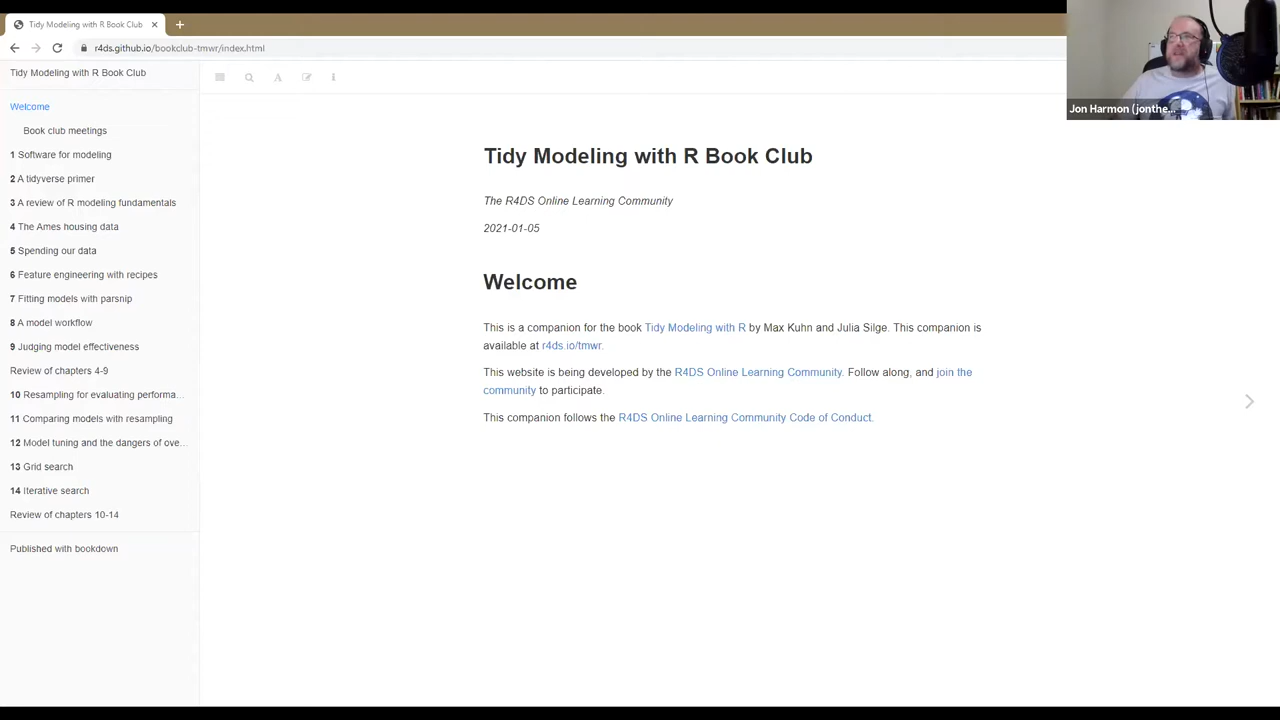 Tidy Modeling with R Book Club
r4ds.github.io/bookclub-tmwr/index.html
Jon Harmon (jonthe...
Tidy Modeling with R Book Club
Welcome
Book club meetings
1 Software for modeling
2 A tidyverse primer
3 A review of R modeling fundamentals
4 The Ames housing data
5 Spending our data
6 Feature engineering with recipes
7 Fitting models with parsnip
8 A model workflow
9 Judging model effectiveness
Review of chapters 4-9
10 Resampling for evaluating performa...
11 Comparing models with resampling
12 Model tuning and the dangers of ove...
13 Grid search
14 Iterative search
Review of chapters 10-14
Published with bookdown
Tidy Modeling with R Book Club
The R4DS Online Learning Community
2021-01-05
Welcome
This is a companion for the book Tidy Modeling with R by Max Kuhn and Julia Silge. This companion is
available at r4ds.io/tmwr.
This website is being developed by the R4DS Online Learning Community. Follow along, and join the
community to participate.
This companion follows the R4DS Online Learning Community Code of Conduct.